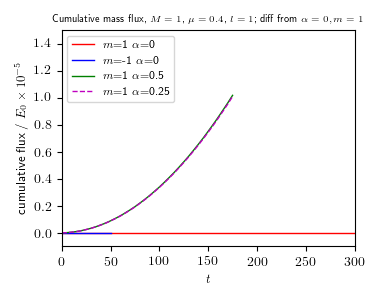 Cumulative mass flux, M = 1, μ = 0.4, l = 1; diff from α = 0, m = 1
1.4
1.2
1.0
0.8
0.6
0.4
0.2
0.0
cumulative flux / E₀ × 10⁻⁵
m=1 α=0
m=-1 α=0
m=1 α=0.5
m=1 α=0.25
0 50 100 150 200 250 300
t